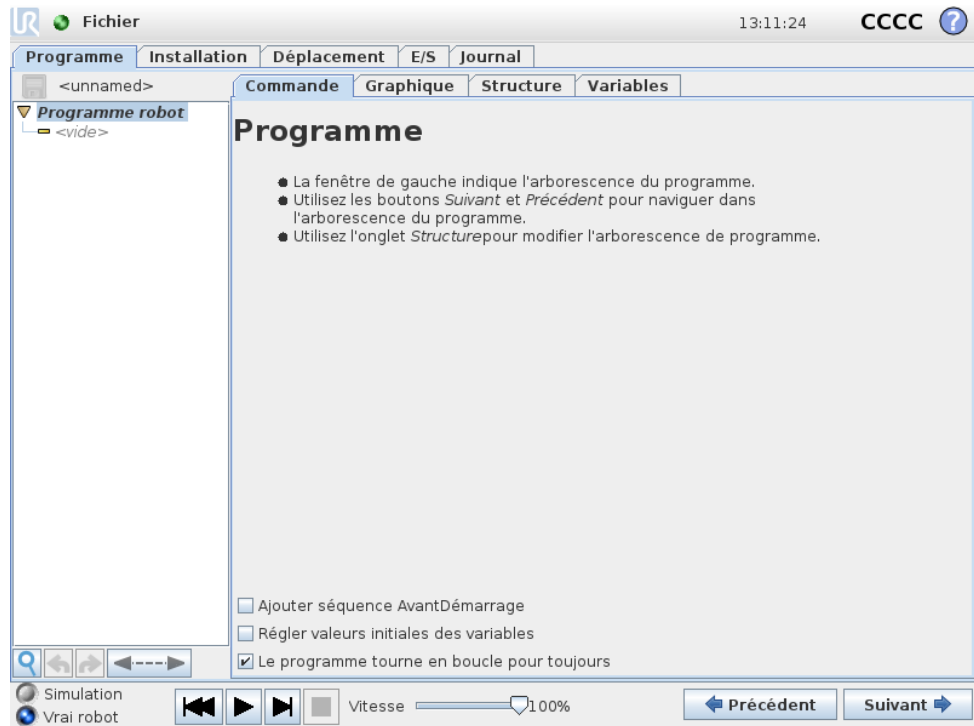 UR Fichier 13:11:24 CCCC ?
Programme Installation Déplacement E/S Journal
<unnamed> Commande Graphique Structure Variables
Programme robot
<vide>
Programme
La fenêtre de gauche indique l'arborescence du programme.
Utilisez les boutons Suivant et Précédent pour naviguer dans
l'arborescence du programme.
Utilisez l'onglet Structurepour modifier l'arborescence de programme.
Ajouter séquence AvantDémarrage
Régler valeurs initiales des variables
Le programme tourne en boucle pour toujours
Simulation
Vrai robot
Vitesse 100% Précédent Suivant